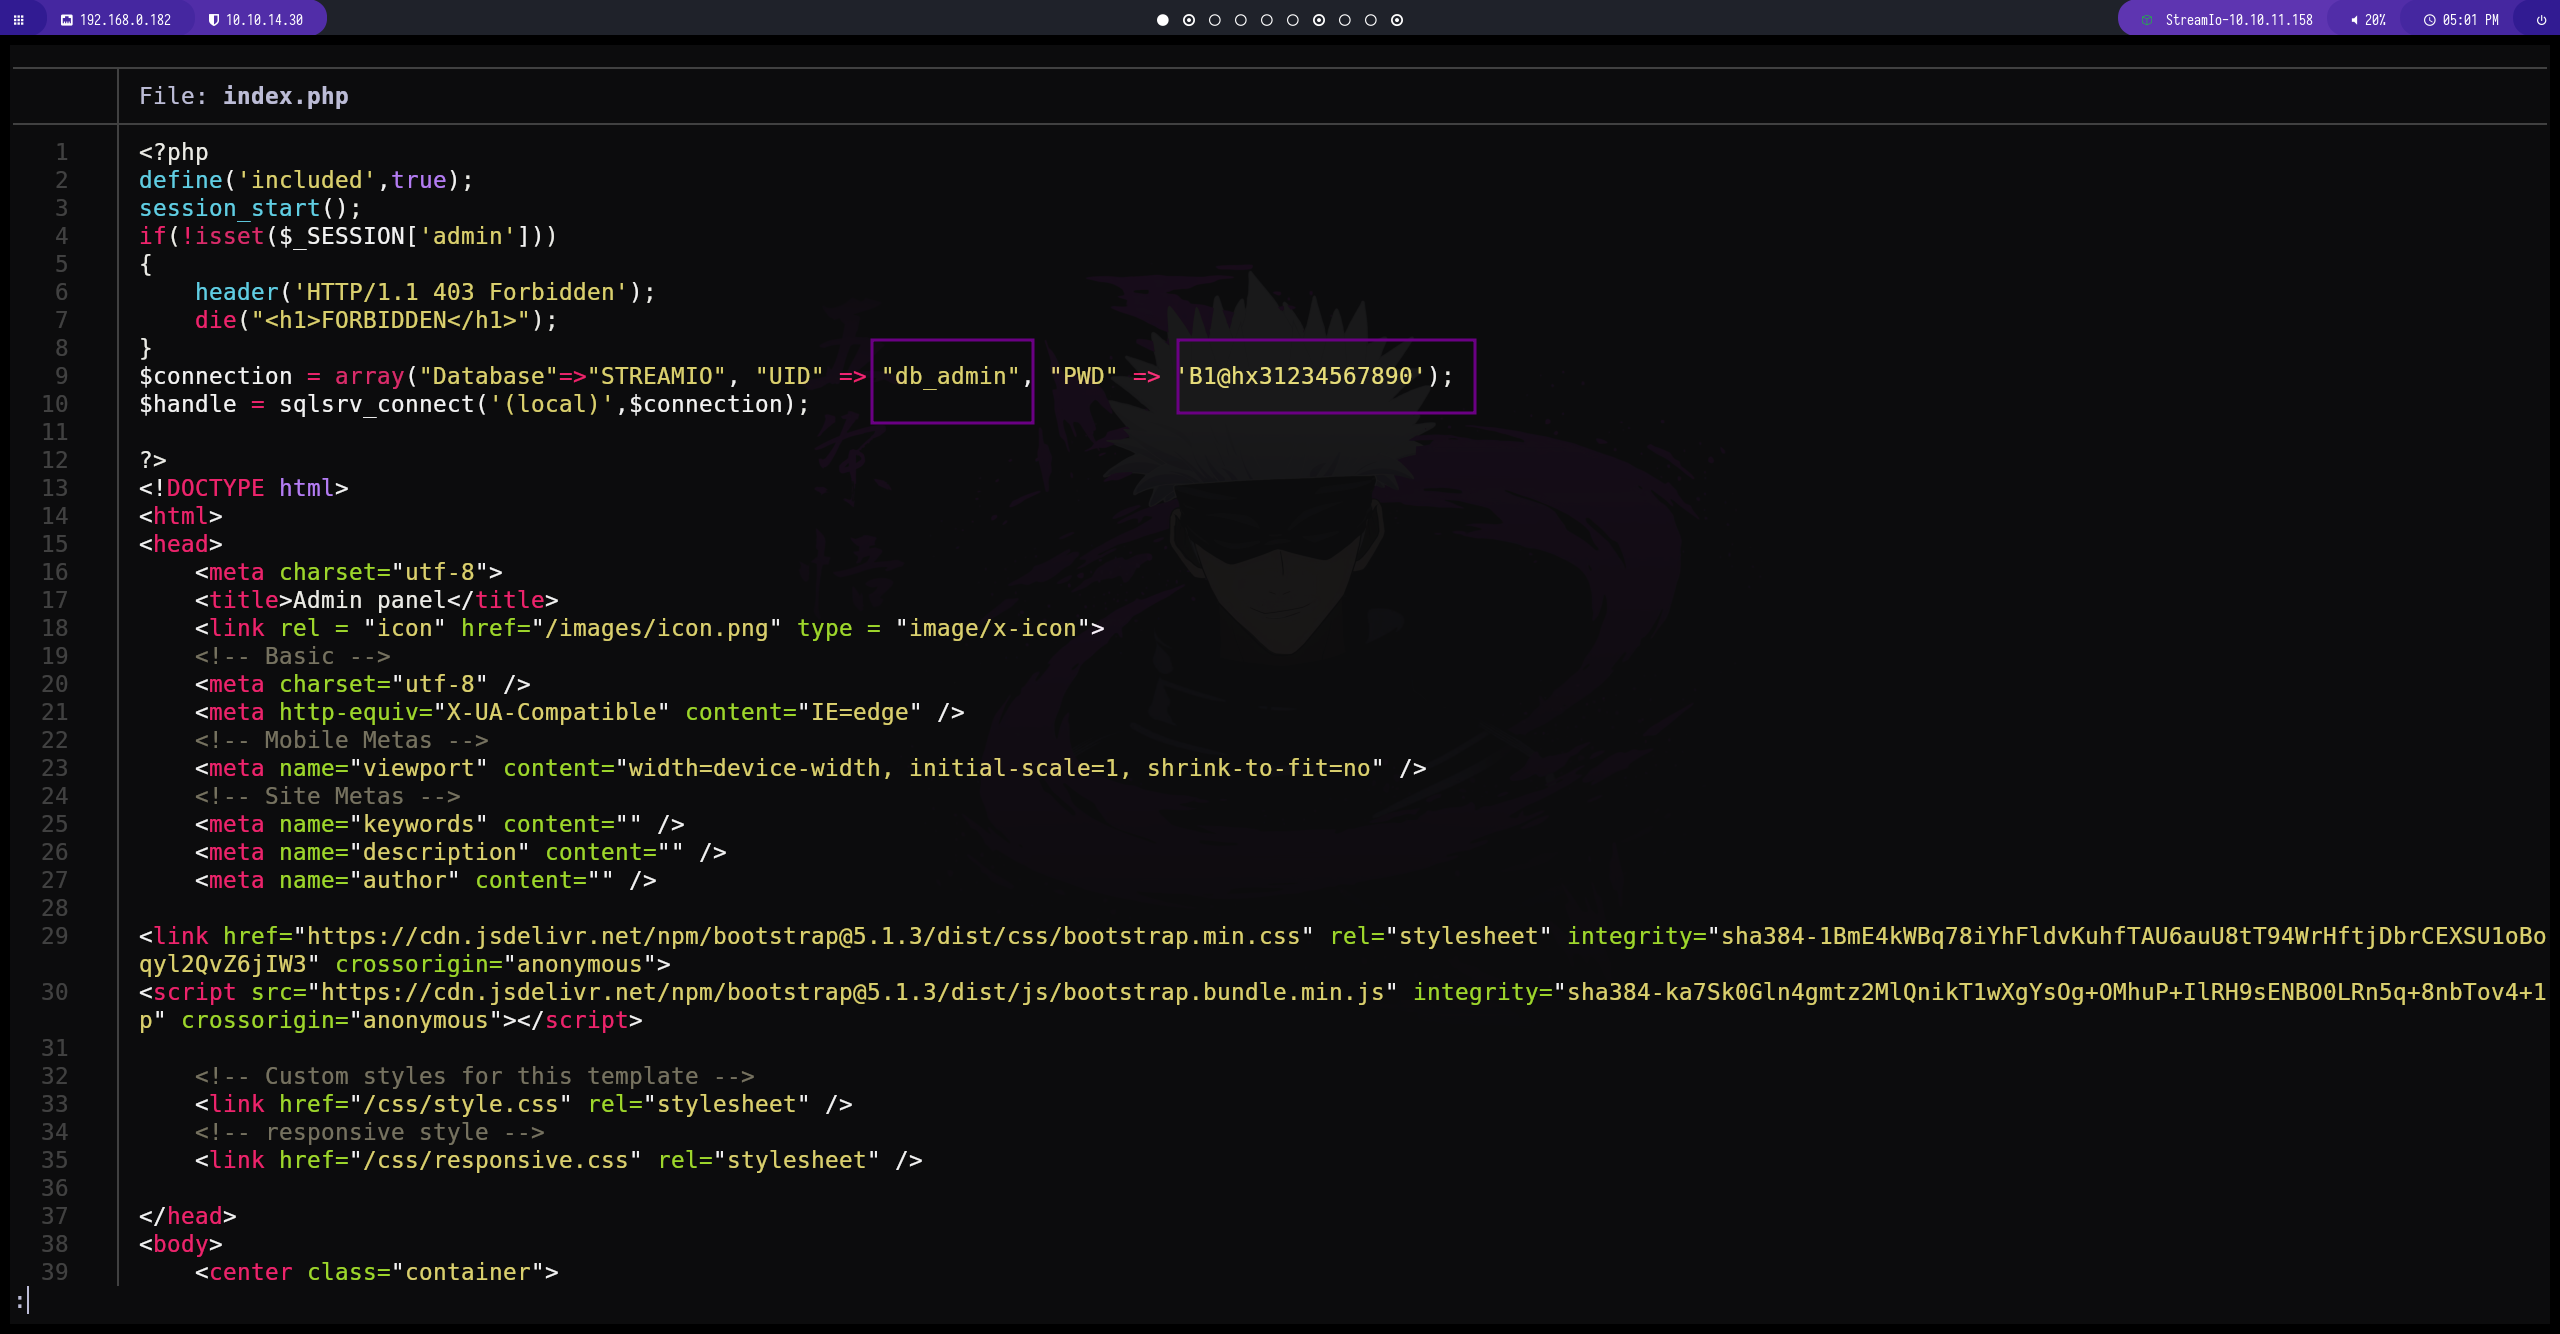 192.168.0.182 10.10.14.30 StreamIo-10.10.11.158 20% 05:01 PM
File: index.php
1 <?php
2 define('included',true);
3 session_start();
4 if(!isset($_SESSION['admin']))
5 {
6     header('HTTP/1.1 403 Forbidden');
7     die("<h1>FORBIDDEN</h1>");
8 }
9 $connection = array("Database"=>"STREAMIO", "UID" => "db_admin", "PWD" => 'B1@hx31234567890');
10 $handle = sqlsrv_connect('(local)',$connection);
11
12 ?>
13 <!DOCTYPE html>
14 <html>
15 <head>
16     <meta charset="utf-8">
17     <title>Admin panel</title>
18     <link rel = "icon" href="/images/icon.png" type = "image/x-icon">
19     <!-- Basic -->
20     <meta charset="utf-8" />
21     <meta http-equiv="X-UA-Compatible" content="IE=edge" />
22     <!-- Mobile Metas -->
23     <meta name="viewport" content="width=device-width, initial-scale=1, shrink-to-fit=no" />
24     <!-- Site Metas -->
25     <meta name="keywords" content="" />
26     <meta name="description" content="" />
27     <meta name="author" content="" />
28
29 <link href="https://cdn.jsdelivr.net/npm/bootstrap@5.1.3/dist/css/bootstrap.min.css" rel="stylesheet" integrity="sha384-1BmE4kWBq78iYhFldvKuhfTAU6auU8tT94WrHftjDbrCEXSU1oBo
qyl2QvZ6jIW3" crossorigin="anonymous">
30 <script src="https://cdn.jsdelivr.net/npm/bootstrap@5.1.3/dist/js/bootstrap.bundle.min.js" integrity="sha384-ka7Sk0Gln4gmtz2MlQnikT1wXgYsOg+OMhuP+IlRH9sENBO0LRn5q+8nbTov4+1
p" crossorigin="anonymous"></script>
31
32     <!-- Custom styles for this template -->
33     <link href="/css/style.css" rel="stylesheet" />
34     <!-- responsive style -->
35     <link href="/css/responsive.css" rel="stylesheet" />
36
37 </head>
38 <body>
39     <center class="container">
: